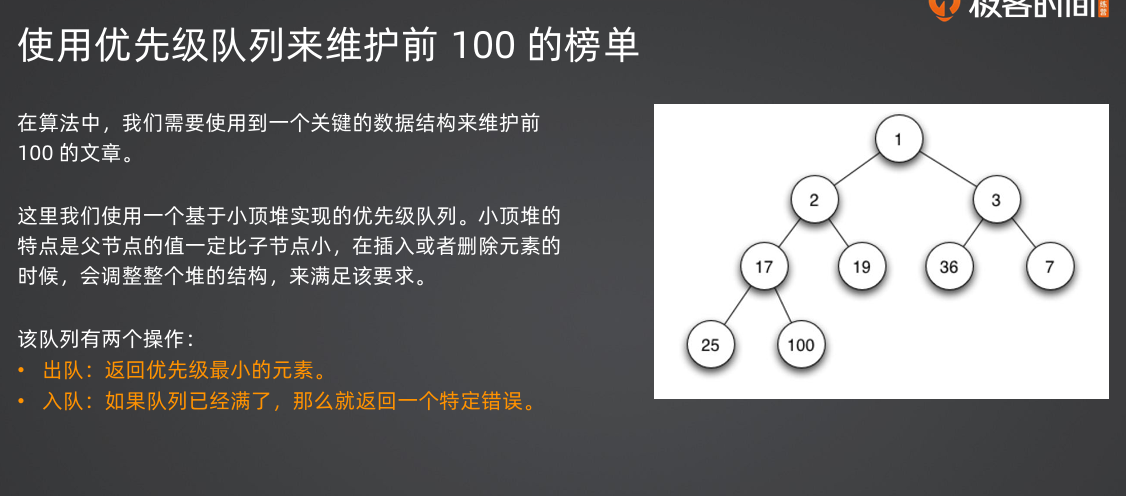 极客时间
使用优先级队列来维护前 100 的榜单
在算法中，我们需要使用到一个关键的数据结构来维护前
100 的文章。
这里我们使用一个基于小顶堆实现的优先级队列。小顶堆的
特点是父节点的值一定比子节点小，在插入或者删除元素的
时候，会调整整个堆的结构，来满足该要求。
该队列有两个操作：
• 出队：返回优先级最小的元素。
• 入队：如果队列已经满了，那么就返回一个特定错误。
1
2
3
17
19
36
7
25
100